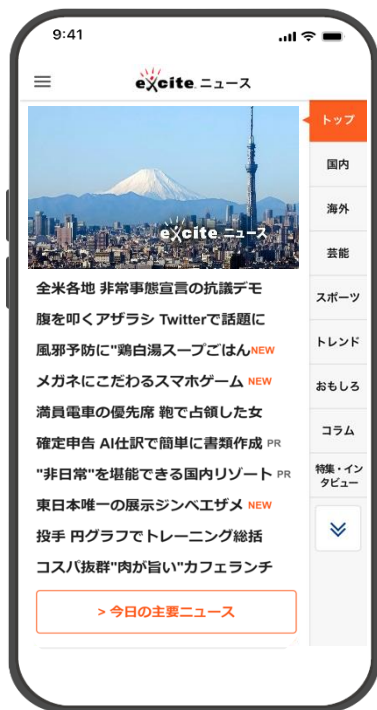 9:41
excite.ニュース
トップ
国内
海外
芸能
スポーツ
トレンド
おもしろ
コラム
特集・イン
タビュー
excite.ニュース
全米各地 非常事態宣言の抗議デモ
腹を叩くアザラシ Twitterで話題に
風邪予防に"鶏白湯スープごはんNEW
メガネにこだわるスマホゲーム NEW
満員電車の優先席 鞄で占領した女
確定申告 AI仕訳で簡単に書類作成 PR
"非日常"を堪能できる国内リゾート PR
東日本唯一の展示ジンベエザメ NEW
投手 円グラフでトレーニング総括
コスパ抜群"肉が旨い"カフェランチ
> 今日の主要ニュース